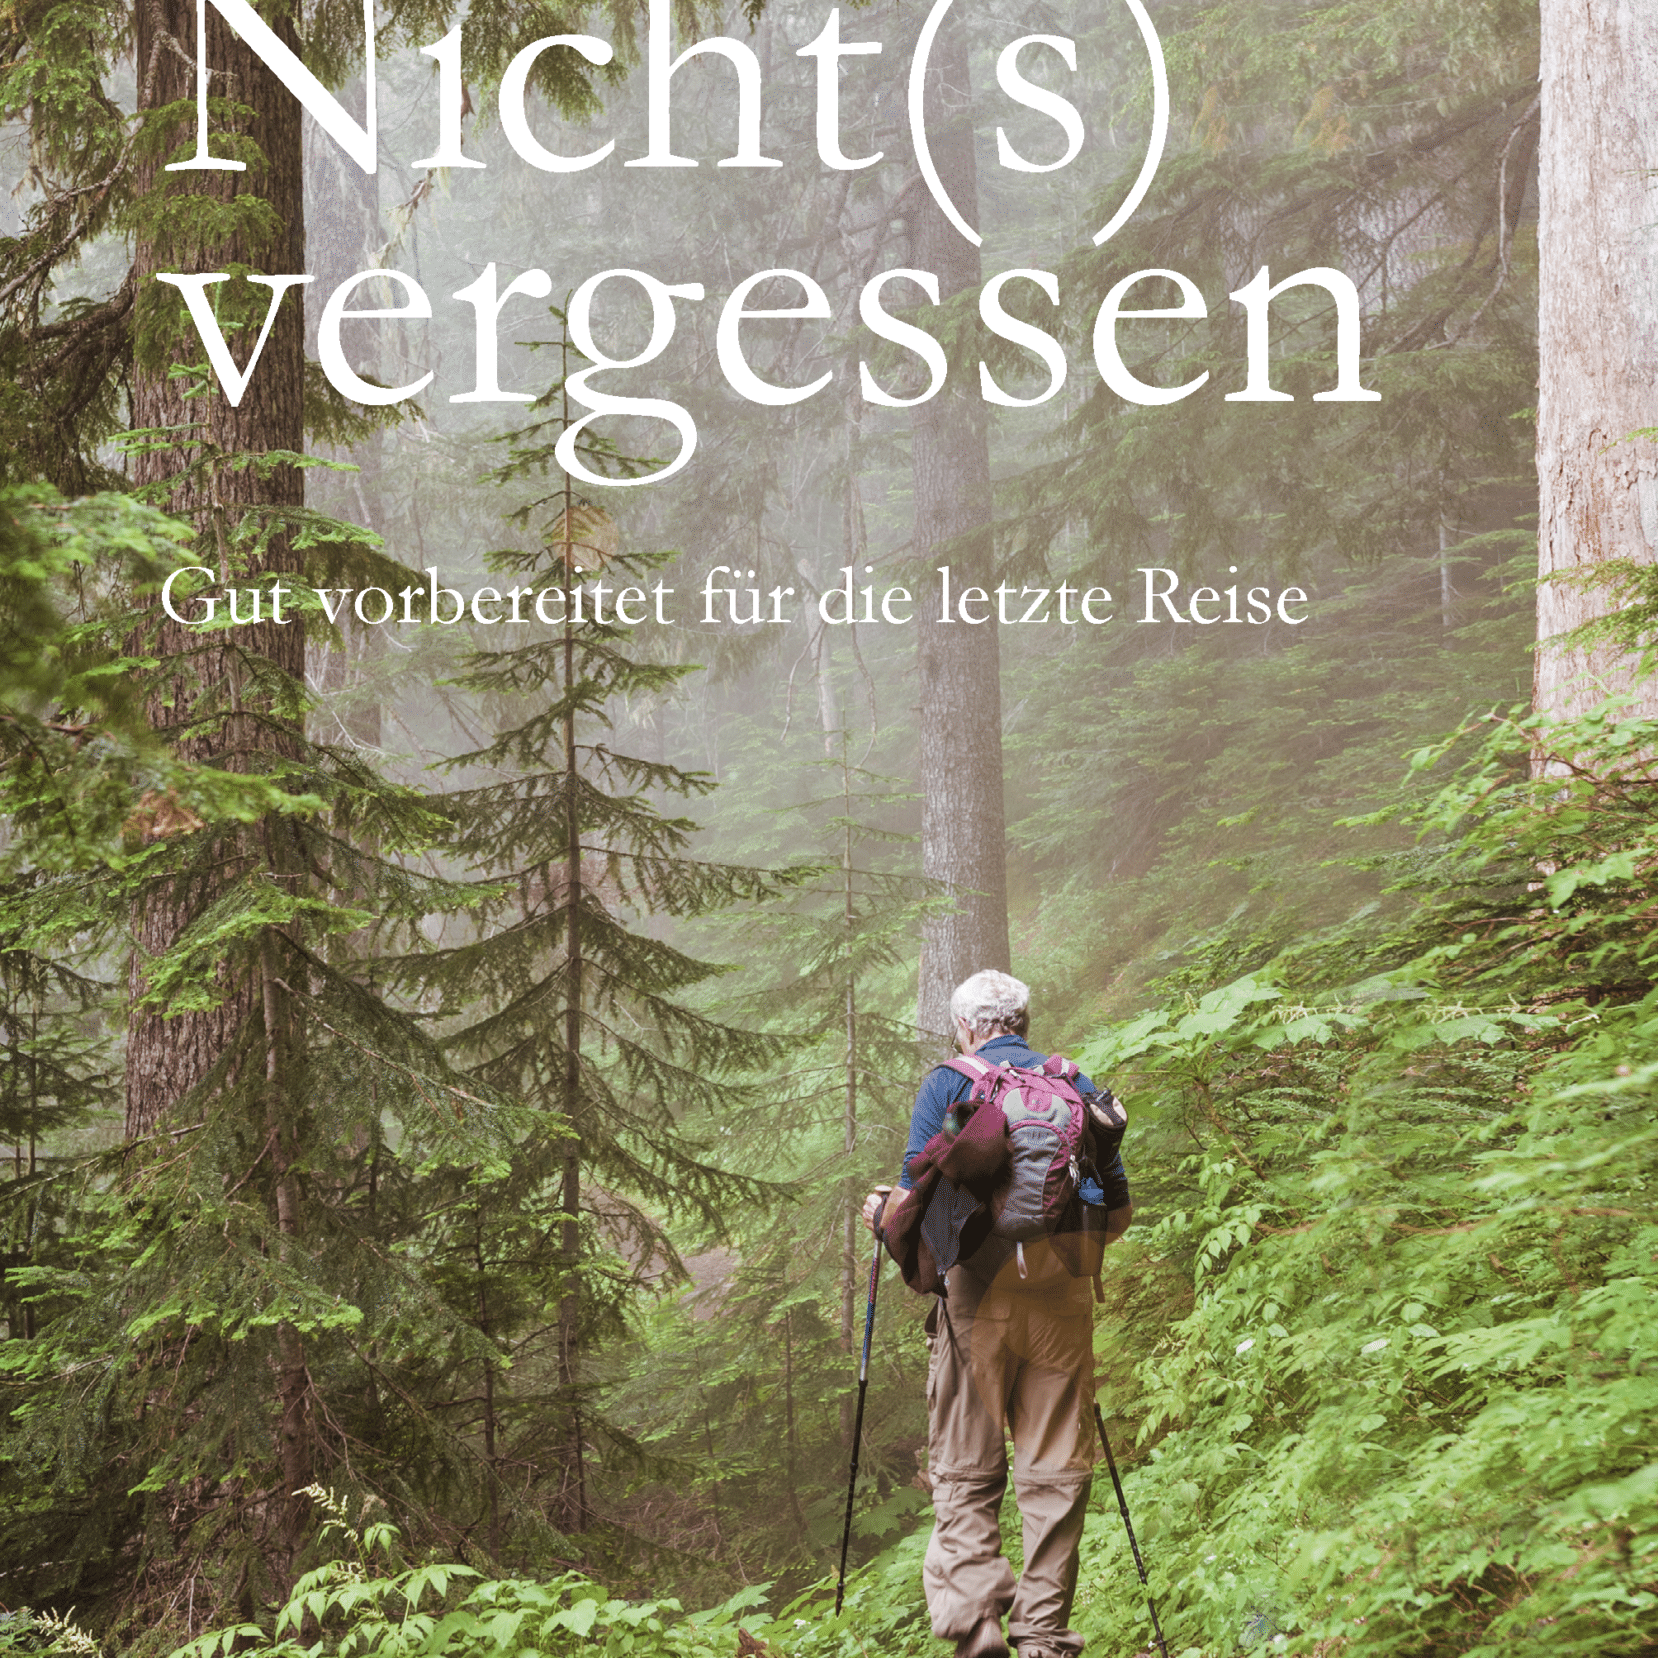 Nicht(s)
vergessen
Gut vorbereitet für die letzte Reise